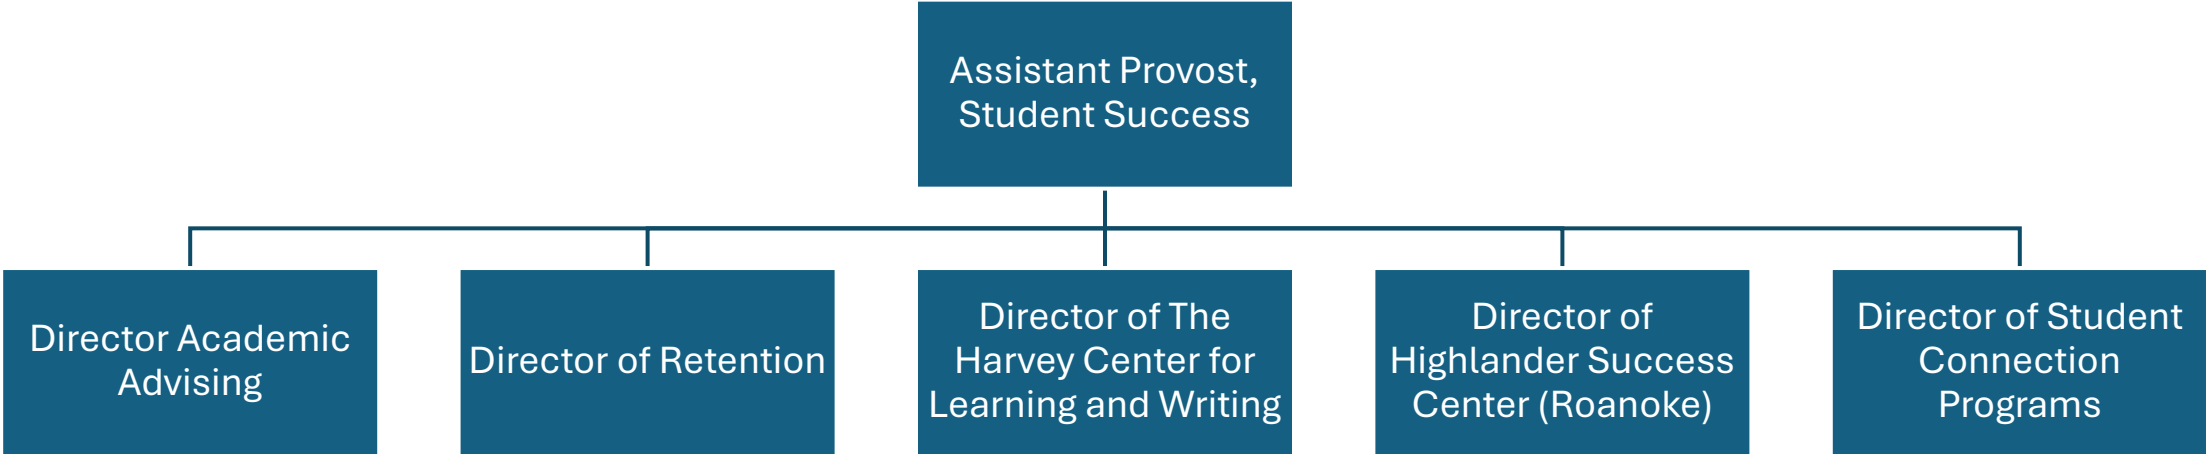 Assistant Provost,
Student Success
Director Academic
Advising
Director of Retention
Director of The
Harvey Center for
Learning and Writing
Director of
Highlander Success
Center (Roanoke)
Director of Student
Connection
Programs